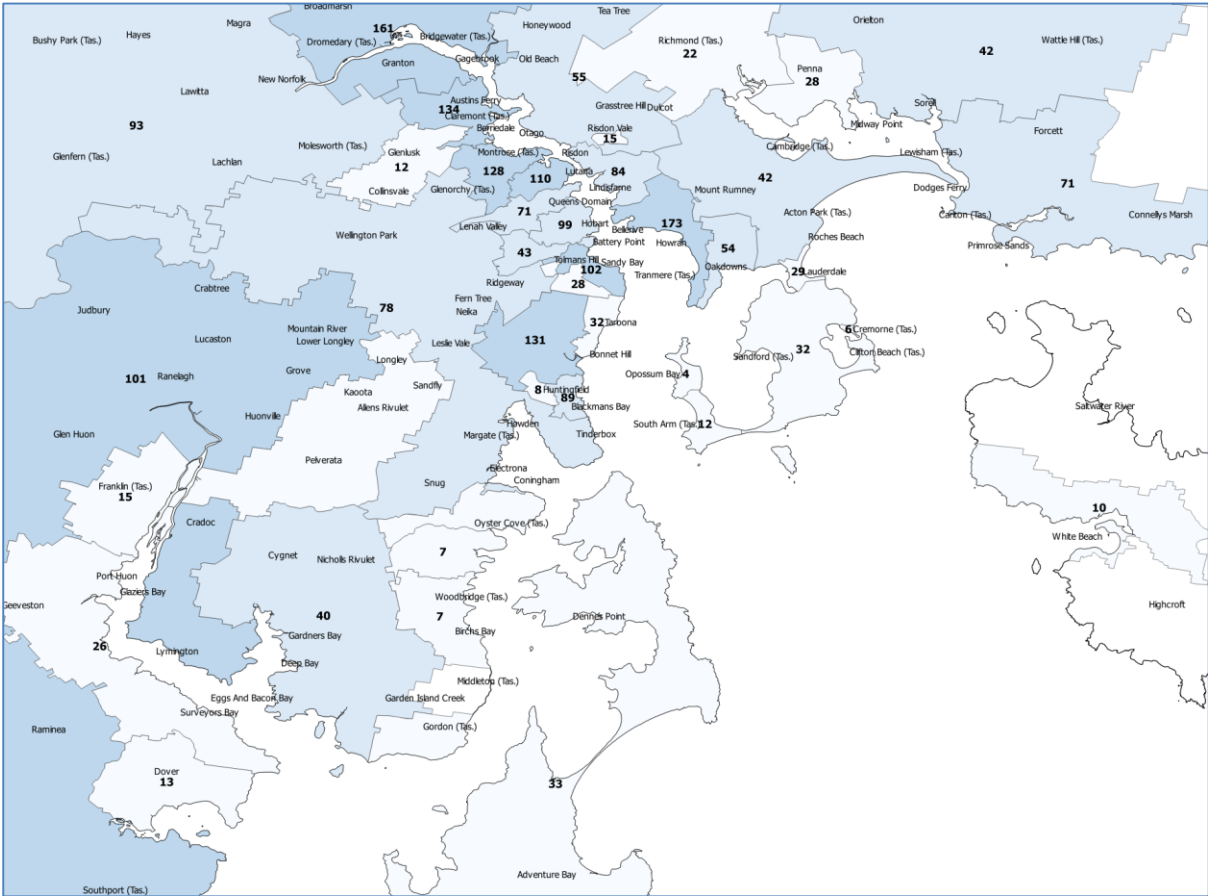 Broadmarsh
Tea Tree
Magra
161
Honeywood
Orielton
Hayes
Bushy Park (Tas.)
Dromedary (Tas.)
Bridgewater (Tas.)
Richmond (Tas.)
22
Wattle Hill (Tas.)
42
Gagebrook
Old Beach
Granton
Penna
28
New Norfolk
55
Lawitta
Austins Ferry
134
Claremont (Tas.)
Grasstree Hill
Dulcot
Sorell
93
Berriedale
Otago
Risdon Vale
15
Midway Point
Forcett
Molesworth (Tas.)
Glenlusk
12
Montrose (Tas.)
Risdon
Cambridge (Tas.)
Lewisham (Tas.)
Glenfern (Tas.)
Lachlan
128
110
Lutana
84
42
71
Collinsvale
Glenorchy (Tas.)
Lindisfarne
Mount Rumney
Dodges Ferry
Queens Domain
71
99
Hobart
173
Acton Park (Tas.)
Carlton (Tas.)
Connellys Marsh
Lenah Valley
Bellerive
Wellington Park
Battery Point
Howrah
54
Roches Beach
Primrose Sands
43
Tolmans Hill
102
Sandy Bay
Oakdowns
Tranmere (Tas.)
29
Lauderdale
Ridgeway
28
Crabtree
Fern Tree
Neika
78
Judbury
Mountain River
Lower Longley
32
Taroona
6
Cremorne (Tas.)
Lucaston
Leslie Vale
131
32
Clifton Beach (Tas.)
Longley
Bonnet Hill
Sandford (Tas.)
101
Ranelagh
Grove
Opossum Bay
4
Kaoota
Sandfly
8
Huntingfield
89
Allens Rivulet
Blackmans Bay
Saltwater River
Huonville
Howden
South Arm (Tas.)
12
Glen Huon
Margate (Tas.)
Tinderbox
Pelverata
Electrona
Coningham
Franklin (Tas.)
15
Snug
10
Cradoc
Oyster Cove (Tas.)
White Beach
Cygnet
Nicholls Rivulet
7
Port Huon
Glaziers Bay
Woodbridge (Tas.)
Geeveston
40
7
Dennes Point
Highcroft
Gardners Bay
Birchs Bay
26
Lymington
Deep Bay
Middleton (Tas.)
Eggs And Bacon Bay
Garden Island Creek
Surveyors Bay
Gordon (Tas.)
Raminea
Dover
13
33
Adventure Bay
Southport (Tas.)